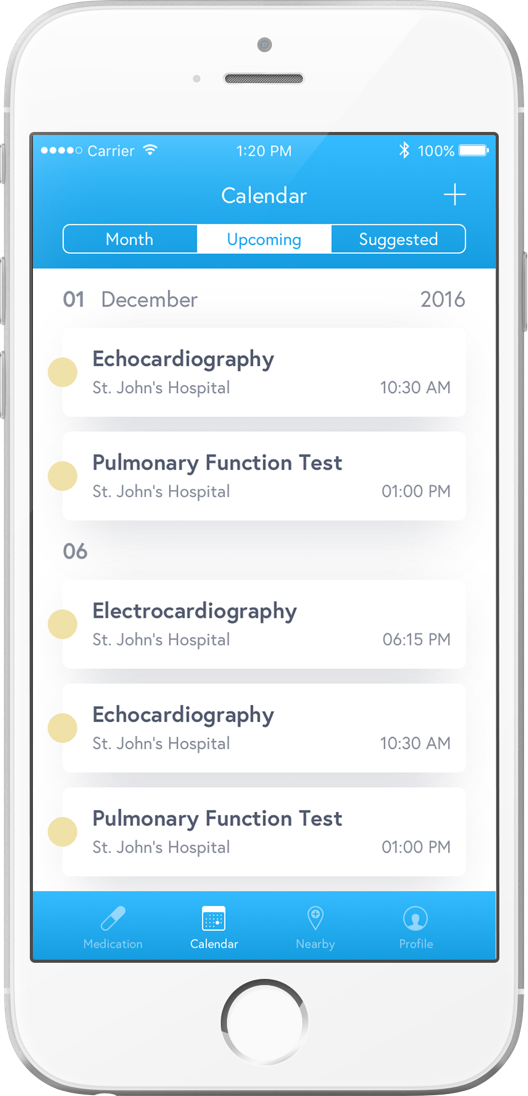 Carrier 1:20 PM 100%
Calendar
Month Upcoming Suggested
01 December 2016
Echocardiography
St. John's Hospital 10:30 AM
Pulmonary Function Test
St. John's Hospital 01:00 PM
06
Electrocardiography
St. John's Hospital 06:15 PM
Echocardiography
St. John's Hospital 10:30 AM
Pulmonary Function Test
St. John's Hospital 01:00 PM
Medication Calendar Nearby Profile